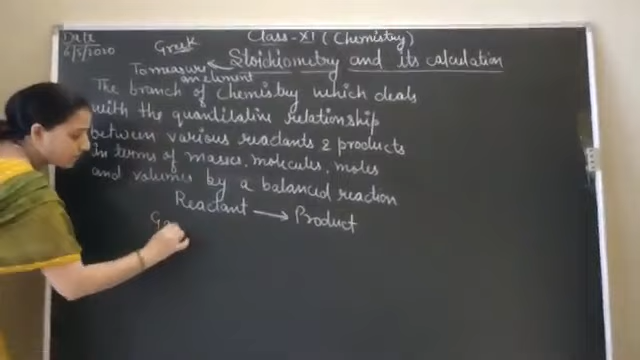 Date
6/5/2020
Class - XI (Chemistry)
Greek
Stoichiometry and its calculation
To measure
an element
The branch of Chemistry which deals
with the quantitative relationship
between various reactants & products
in terms of masses, molecules, moles
and volumes by a balanced reaction
Reactant → Product